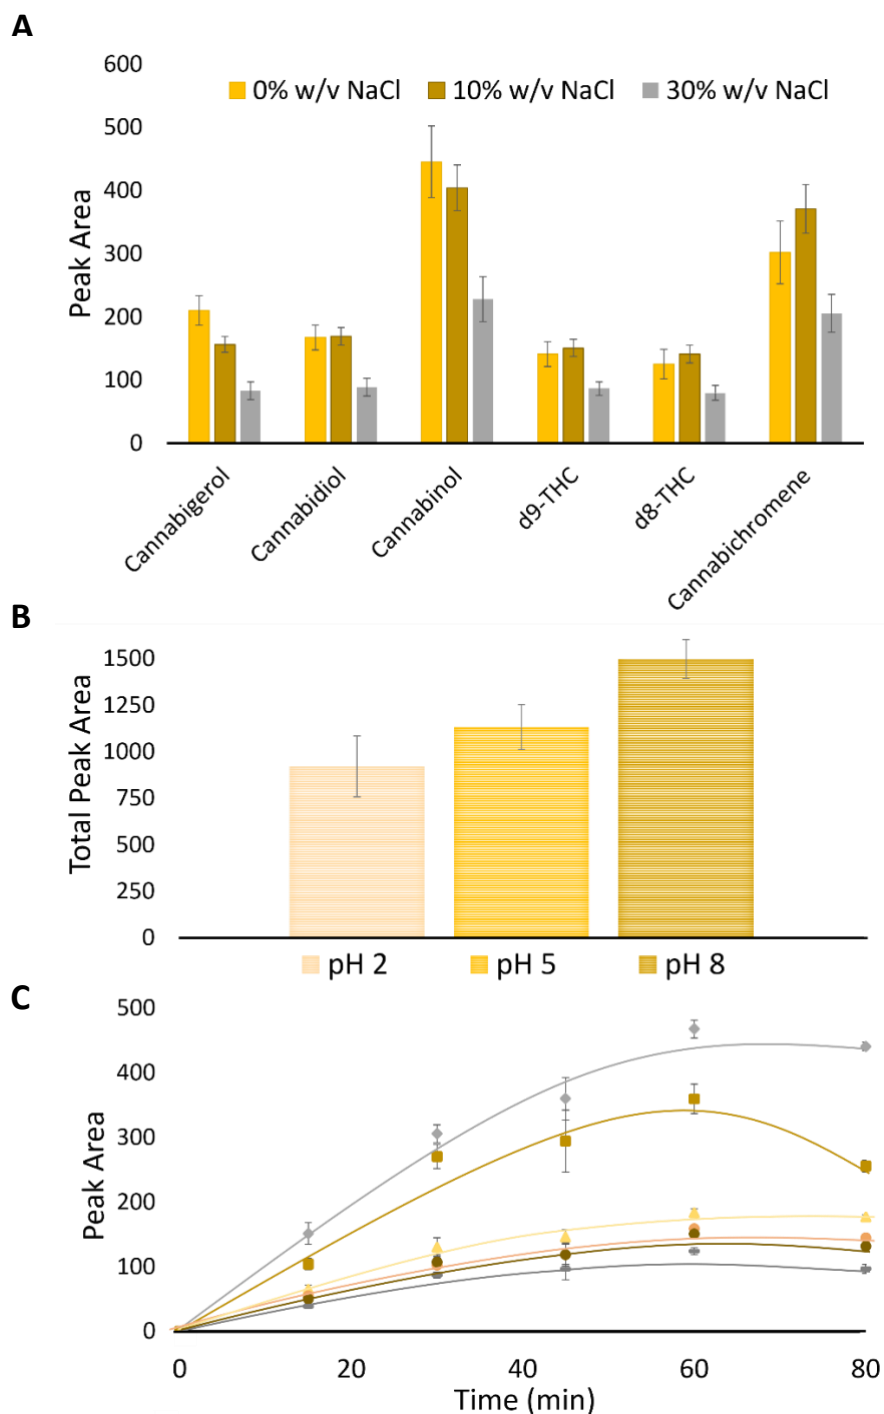 A
600
0% w/v NaCl 10% w/v NaCl 30% w/v NaCl
500
400
300
200
100
0
Peak Area
Cannabigerol
Cannabidiol
Cannabinol
d9-THC
d8-THC
Cannabichromene
B
1500
1250
1000
750
500
250
0
Total Peak Area
pH 2 pH 5 pH 8
C
500
400
300
200
100
0
Peak Area
0 20 40 60 80
Time (min)